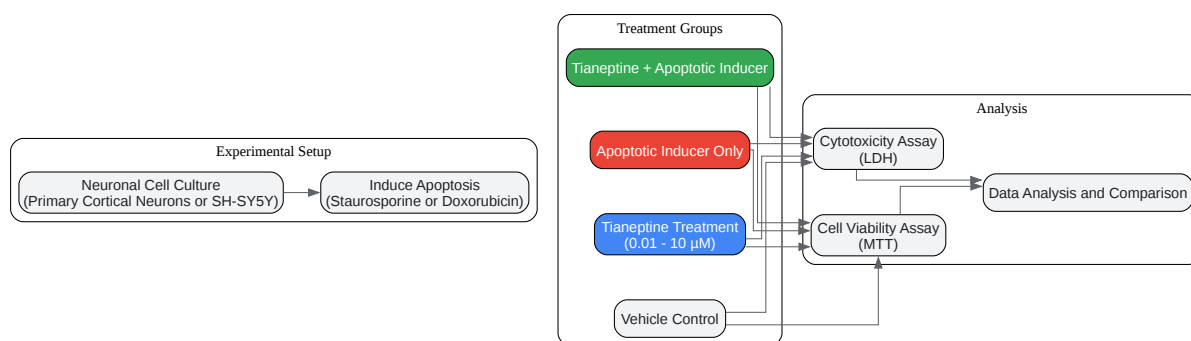 Experimental Setup
Neuronal Cell Culture
(Primary Cortical Neurons or SH-SY5Y)
Induce Apoptosis
(Staurosporine or Doxorubicin)
Treatment Groups
Tianeptine + Apoptotic Inducer
Apoptotic Inducer Only
Tianeptine Treatment
(0.01 - 10 μM)
Vehicle Control
Analysis
Cytotoxicity Assay
(LDH)
Cell Viability Assay
(MTT)
Data Analysis and Comparison